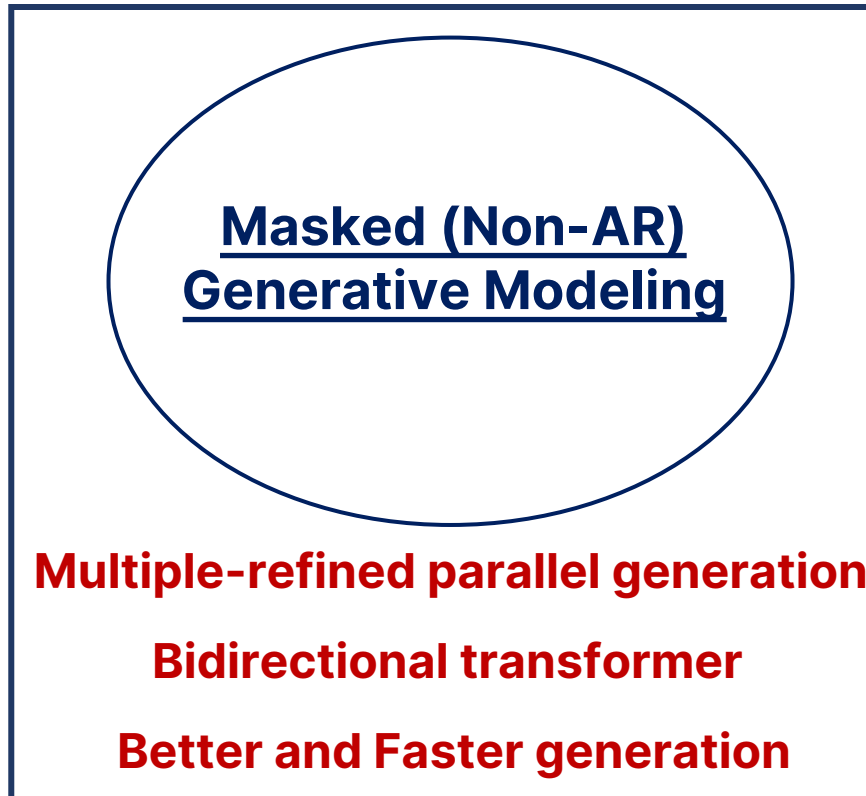 Masked (Non-AR)
Generative Modeling
Multiple-refined parallel generation
Bidirectional transformer
Better and Faster generation